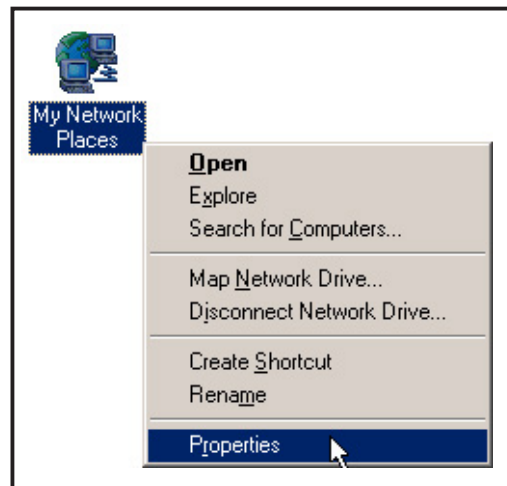 My Network
Places
Open
Explore
Search for Computers...
Map Network Drive...
Disconnect Network Drive...
Create Shortcut
Rename
Properties